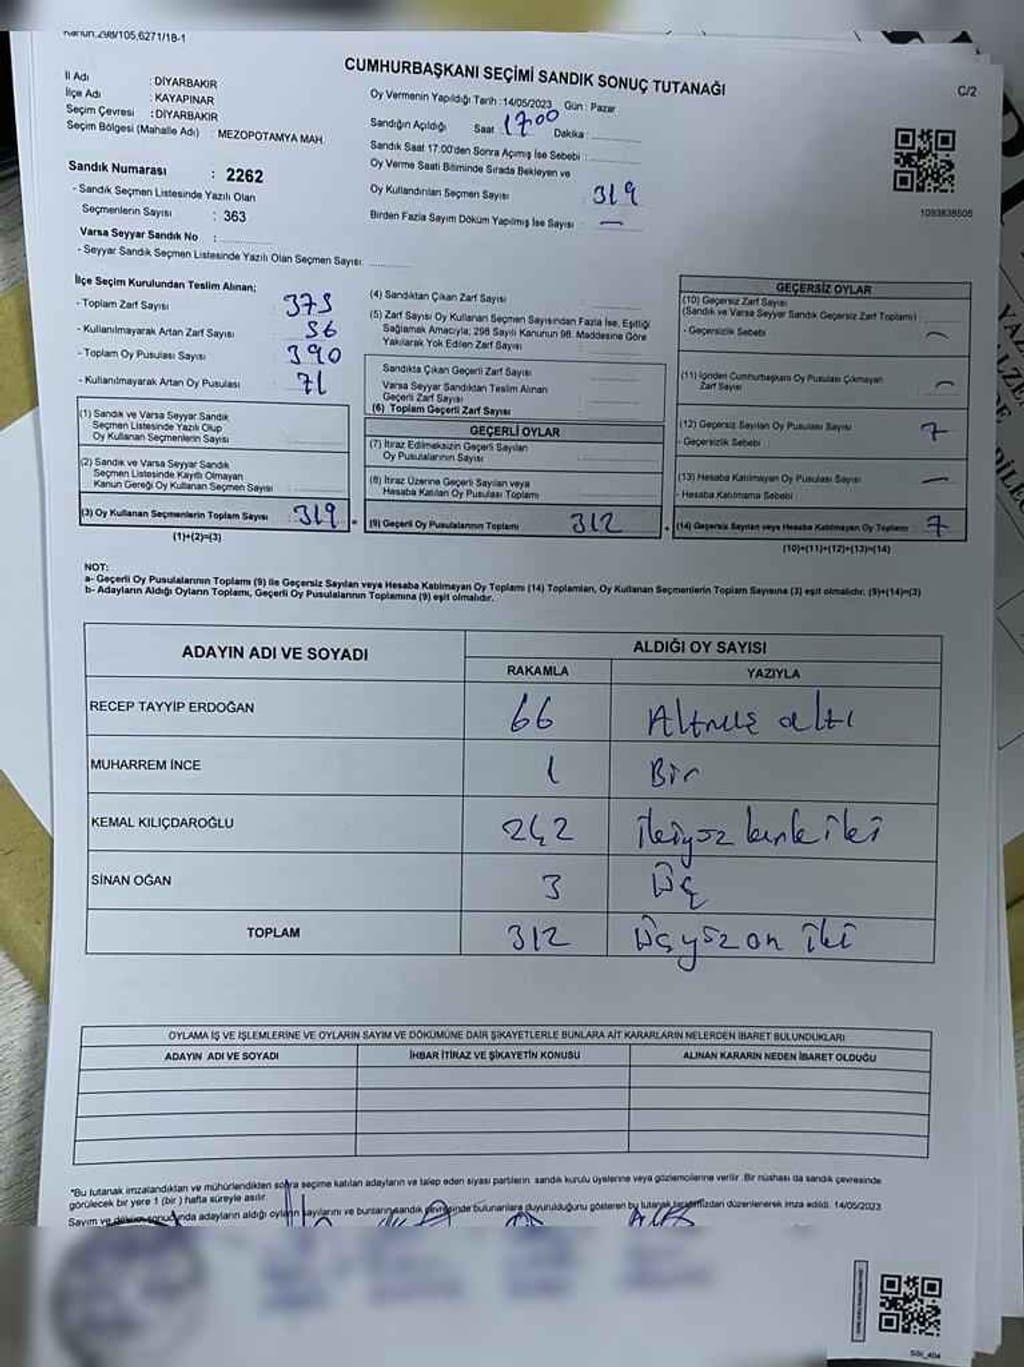 Kanun:298/105,6271/18-1
CUMHURBAŞKANI SEÇİMİ SANDIK SONUÇ TUTANAĞI
C/2
İl Adı : DİYARBAKIR
İlçe Adı : KAYAPINAR
Seçim Çevresi : DİYARBAKIR
Seçim Bölgesi (Mahalle Adı) : MEZOPOTAMYA MAH.
Sandık Numarası : 2262
- Sandık Seçmen Listesinde Yazılı Olan
Seçmenlerin Sayısı : 363
Varsa Seyyar Sandık No :
- Seyyar Sandık Seçmen Listesinde Yazılı Olan Seçmen Sayısı:
Oy Vermenin Yapıldığı Tarih : 14/05/2023 Gün : Pazar
Sandığın Açıldığı Saat : 17:00 Dakika :
Sandık Saat 17:00'den Sonra Açımış İse Sebebi :
Oy Verme Saati Bitiminde Sırada Bekleyen ve
Oy Kullandırılan Seçmen Sayısı : 319
Birden Fazla Sayım Döküm Yapılmış İse Sayısı : —
1093838505
İlçe Seçim Kurulundan Teslim Alınan;
- Toplam Zarf Sayısı 375
- Kullanılmayarak Artan Zarf Sayısı 56
- Toplam Oy Pusulası Sayısı 390
- Kullanılmayarak Artan Oy Pusulası 71
(1) Sandık ve Varsa Seyyar Sandık
Seçmen Listesinde Yazılı Olup
Oy Kullanan Seçmenlerin Sayısı
(2) Sandık ve Varsa Seyyar Sandık
Seçmen Listesinde Kayıtlı Olmayan
Kanun Gereği Oy Kullanan Seçmen Sayısı
(3) Oy Kullanan Seçmenlerin Toplam Sayısı 319
(1)+(2)=(3)
(4) Sandıktan Çıkan Zarf Sayısı
(5) Zarf Sayısı Oy Kullanan Seçmen Sayısından Fazla İse, Eşitliği
Sağlamak Amacıyla; 298 Sayılı Kanunun 98. Maddesine Göre
Yakılarak Yok Edilen Zarf Sayısı
Sandıkta Çıkan Geçerli Zarf Sayısı
Varsa Seyyar Sandıktan Teslim Alınan
Geçerli Zarf Sayısı
(6) Toplam Geçerli Zarf Sayısı
GEÇERLİ OYLAR
(7) İtiraz Edilmeksizin Geçerli Sayılan
Oy Pusulalarının Sayısı
(8) İtiraz Üzerine Geçerli Sayılan veya
Hesaba Katılan Oy Pusulası Toplamı
(9) Geçerli Oy Pusulalarının Toplamı 312
GEÇERSİZ OYLAR
(10) Geçersiz Zarf Sayısı
(Sandık ve Varsa Seyyar Sandık Geçersiz Zarf Toplamı)
- Geçersizlik Sebebi
(11) İçinden Cumhurbaşkanı Oy Pusulası Çıkmayan
Zarf Sayısı
(12) Geçersiz Sayılan Oy Pusulası Sayısı 7
- Geçersizlik Sebebi
(13) Hesaba Katılmayan Oy Pusulası Sayısı —
- Hesaba Katılmama Sebebi
(14) Geçersiz Sayılan veya Hesaba Katılmayan Oy Toplamı 7
(10)+(11)+(12)+(13)=(14)
NOT:
a- Geçerli Oy Pusulalarının Toplamı (9) ile Geçersiz Sayılan veya Hesaba Katılmayan Oy Toplamı (14) Toplamları, Oy Kullanan Seçmenlerin Toplam Sayısına (3) eşit olmalıdır. (9)+(14)=(3)
b- Adayların Aldığı Oyların Toplamı, Geçerli Oy Pusulalarının Toplamına (9) eşit olmalıdır.
ADAYIN ADI VE SOYADI ALDIĞI OY SAYISI
RAKAMLA YAZIYLA
RECEP TAYYİP ERDOĞAN 66 Altmış altı
MUHARREM İNCE 1 Bir
KEMAL KILIÇDAROĞLU 242 ikiyüz kırk iki
SİNAN OĞAN 3 Üç
TOPLAM 312 Üçyüz on iki
OYLAMA İŞ VE İŞLEMLERİNE VE OYLARIN SAYIM VE DÖKÜMÜNE DAİR ŞİKAYETLERLE BUNLARA AİT KARARLARIN NELERDEN İBARET BULUNDUKLARI
ADAYIN ADI VE SOYADI İHBAR İTİRAZ VE ŞİKAYETİN KONUSU ALINAN KARARIN NEDEN İBARET OLDUĞU
*Bu tutanak imzalandıktan ve mühürlendikten sonra seçime katılan adayların ve talep eden siyasi partilerin sandık kurulu üyelerine veya gözlemcilerine verilir. Bir nüshası da sandık çevresinde
görülecek bir yere 1 (bir) hafta süreyle asılır.
Sayım ve döküm sonucunda adayların aldığı oyların sayılarını ve bunların sandık çevresinde bulunanlara duyurulduğunu gösteren bu tutanak tarafımızdan düzenlenerek imza edildi. 14/05/2023